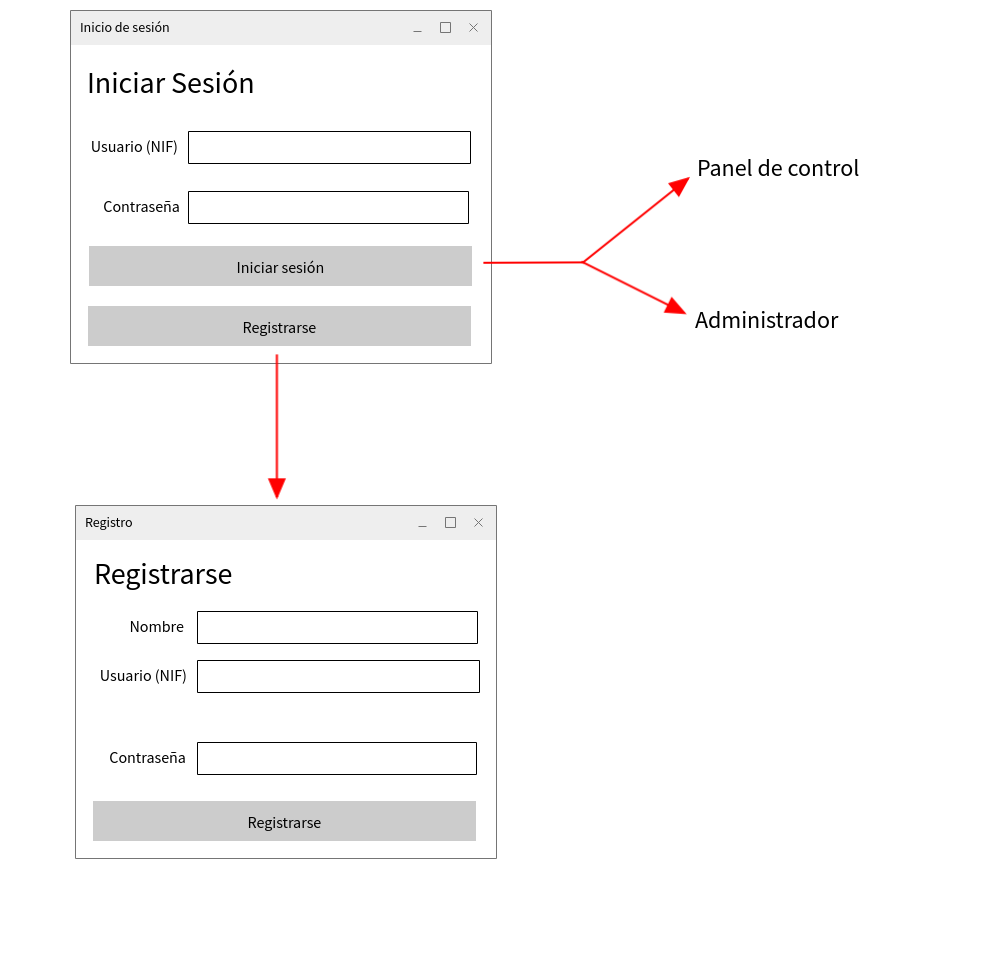 Inicio de sesión
Iniciar Sesión
Usuario (NIF)
Contraseña
Iniciar sesión
Registrarse
Panel de control
Administrador
Registro
Registrarse
Nombre
Usuario (NIF)
Contraseña
Registrarse